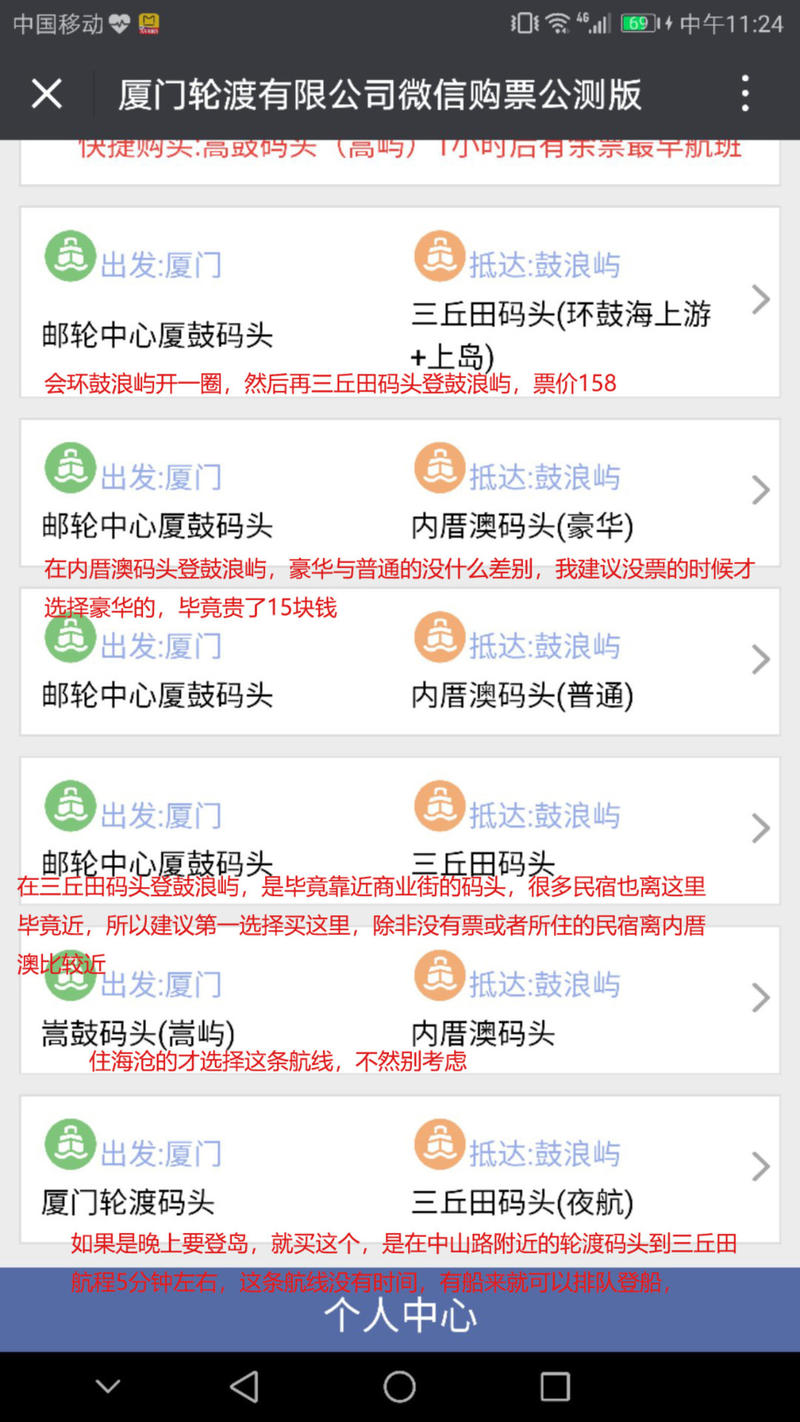 中国移动 4G 69 中午11:24
厦门轮渡有限公司微信购票公测版
快捷购买:嵩鼓码头（嵩屿）1小时后有余票最早航班
出发:厦门 抵达:鼓浪屿
邮轮中心厦鼓码头 三丘田码头(环鼓海上游
+上岛)
会环鼓浪屿开一圈，然后再三丘田码头登鼓浪屿，票价158
出发:厦门 抵达:鼓浪屿
邮轮中心厦鼓码头 内厝澳码头(豪华)
在内厝澳码头登鼓浪屿，豪华与普通的没什么差别，我建议没票的时候才
选择豪华的，毕竟贵了15块钱
出发:厦门 抵达:鼓浪屿
邮轮中心厦鼓码头 内厝澳码头(普通)
出发:厦门 抵达:鼓浪屿
邮轮中心厦鼓码头 三丘田码头
在三丘田码头登鼓浪屿，是毕竟靠近商业街的码头，很多民宿也离这里
毕竟近，所以建议第一选择买这里，除非没有票或者所住的民宿离内厝
澳比较近
出发:厦门 抵达:鼓浪屿
嵩鼓码头(嵩屿) 内厝澳码头
住海沧的才选择这条航线，不然别考虑
出发:厦门 抵达:鼓浪屿
厦门轮渡码头 三丘田码头(夜航)
如果是晚上要登岛，就买这个，是在中山路附近的轮渡码头到三丘田
航程5分钟左右，这条航线没有时间，有船来就可以排队登船，
个人中心